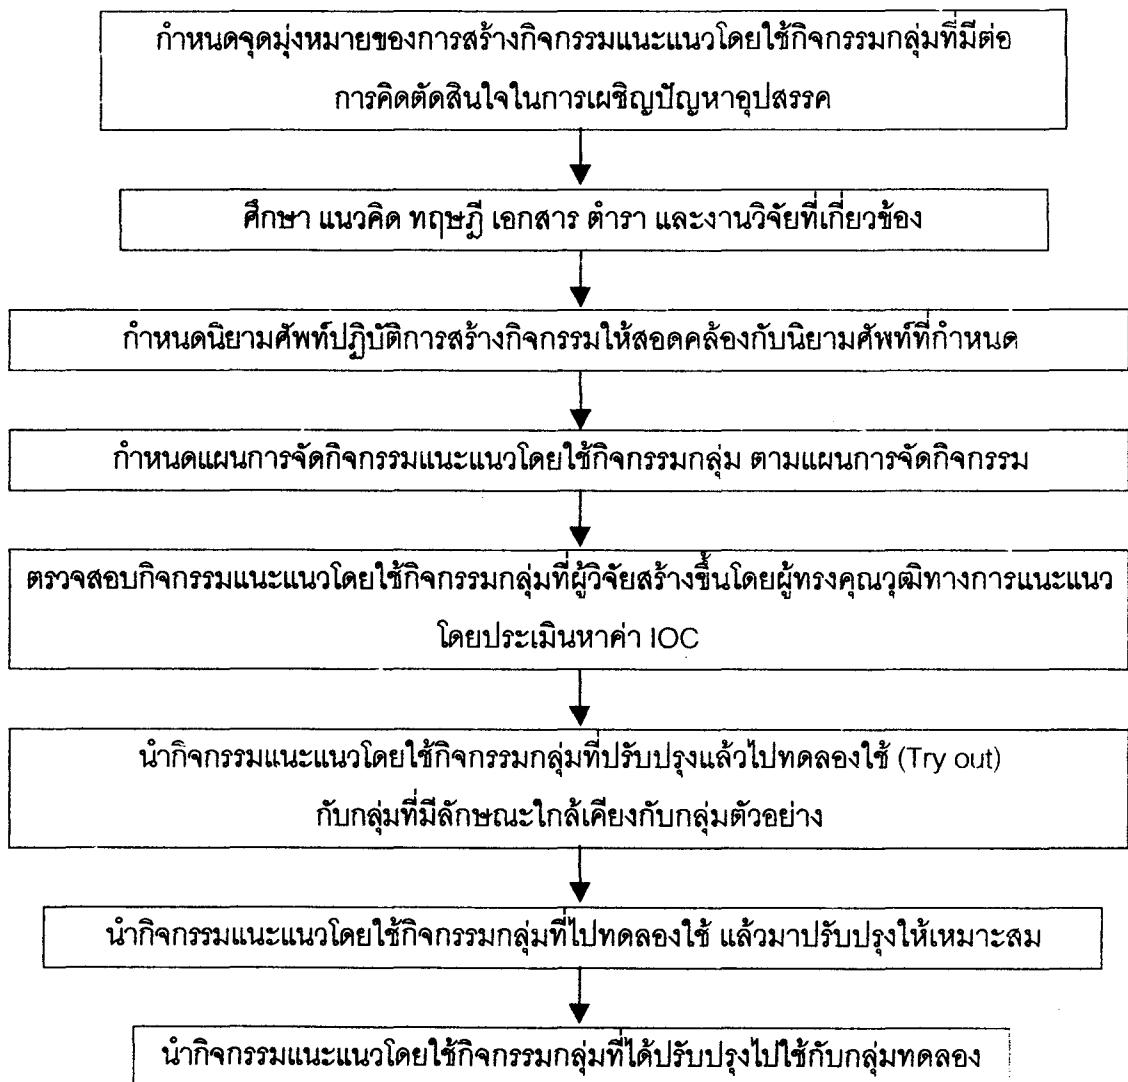 กำหนดจุดมุ่งหมายของการสร้างกิจกรรมแนะแนวโดยใช้กิจกรรมกลุ่มที่มีต่อ
การคิดตัดสินใจในการเผชิญปัญหาอุปสรรค
ศึกษา แนวคิด ทฤษฎี เอกสาร ตำรา และงานวิจัยที่เกี่ยวข้อง
กำหนดนิยามศัพท์ปฏิบัติการสร้างกิจกรรมให้สอดคล้องกับนิยามศัพท์ที่กำหนด
กำหนดแผนการจัดกิจกรรมแนะแนวโดยใช้กิจกรรมกลุ่ม ตามแผนการจัดกิจกรรม
ตรวจสอบกิจกรรมแนะแนวโดยใช้กิจกรรมกลุ่มที่ผู้วิจัยสร้างขึ้นโดยผู้ทรงคุณวุฒิทางการแนะแนว
โดยประเมินหาค่า IOC
นำกิจกรรมแนะแนวโดยใช้กิจกรรมกลุ่มที่ปรับปรุงแล้วไปทดลองใช้ (Try out)
กับกลุ่มที่มีลักษณะใกล้เคียงกับกลุ่มตัวอย่าง
นำกิจกรรมแนะแนวโดยใช้กิจกรรมกลุ่มที่ไปทดลองใช้ แล้วมาปรับปรุงให้เหมาะสม
นำกิจกรรมแนะแนวโดยใช้กิจกรรมกลุ่มที่ได้ปรับปรุงไปใช้กับกลุ่มทดลอง